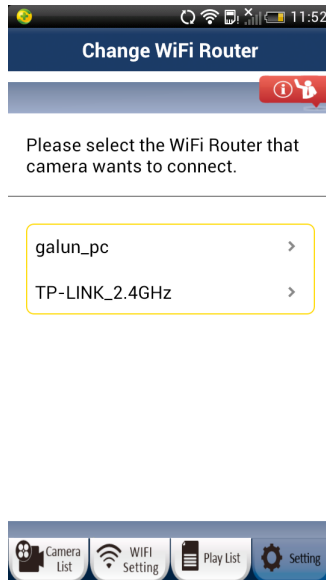 11:52
Change WiFi Router
Please select the WiFi Router that
camera wants to connect.
galun_pc
TP-LINK_2.4GHz
Camera
List
WIFI
Setting
Play List
Setting